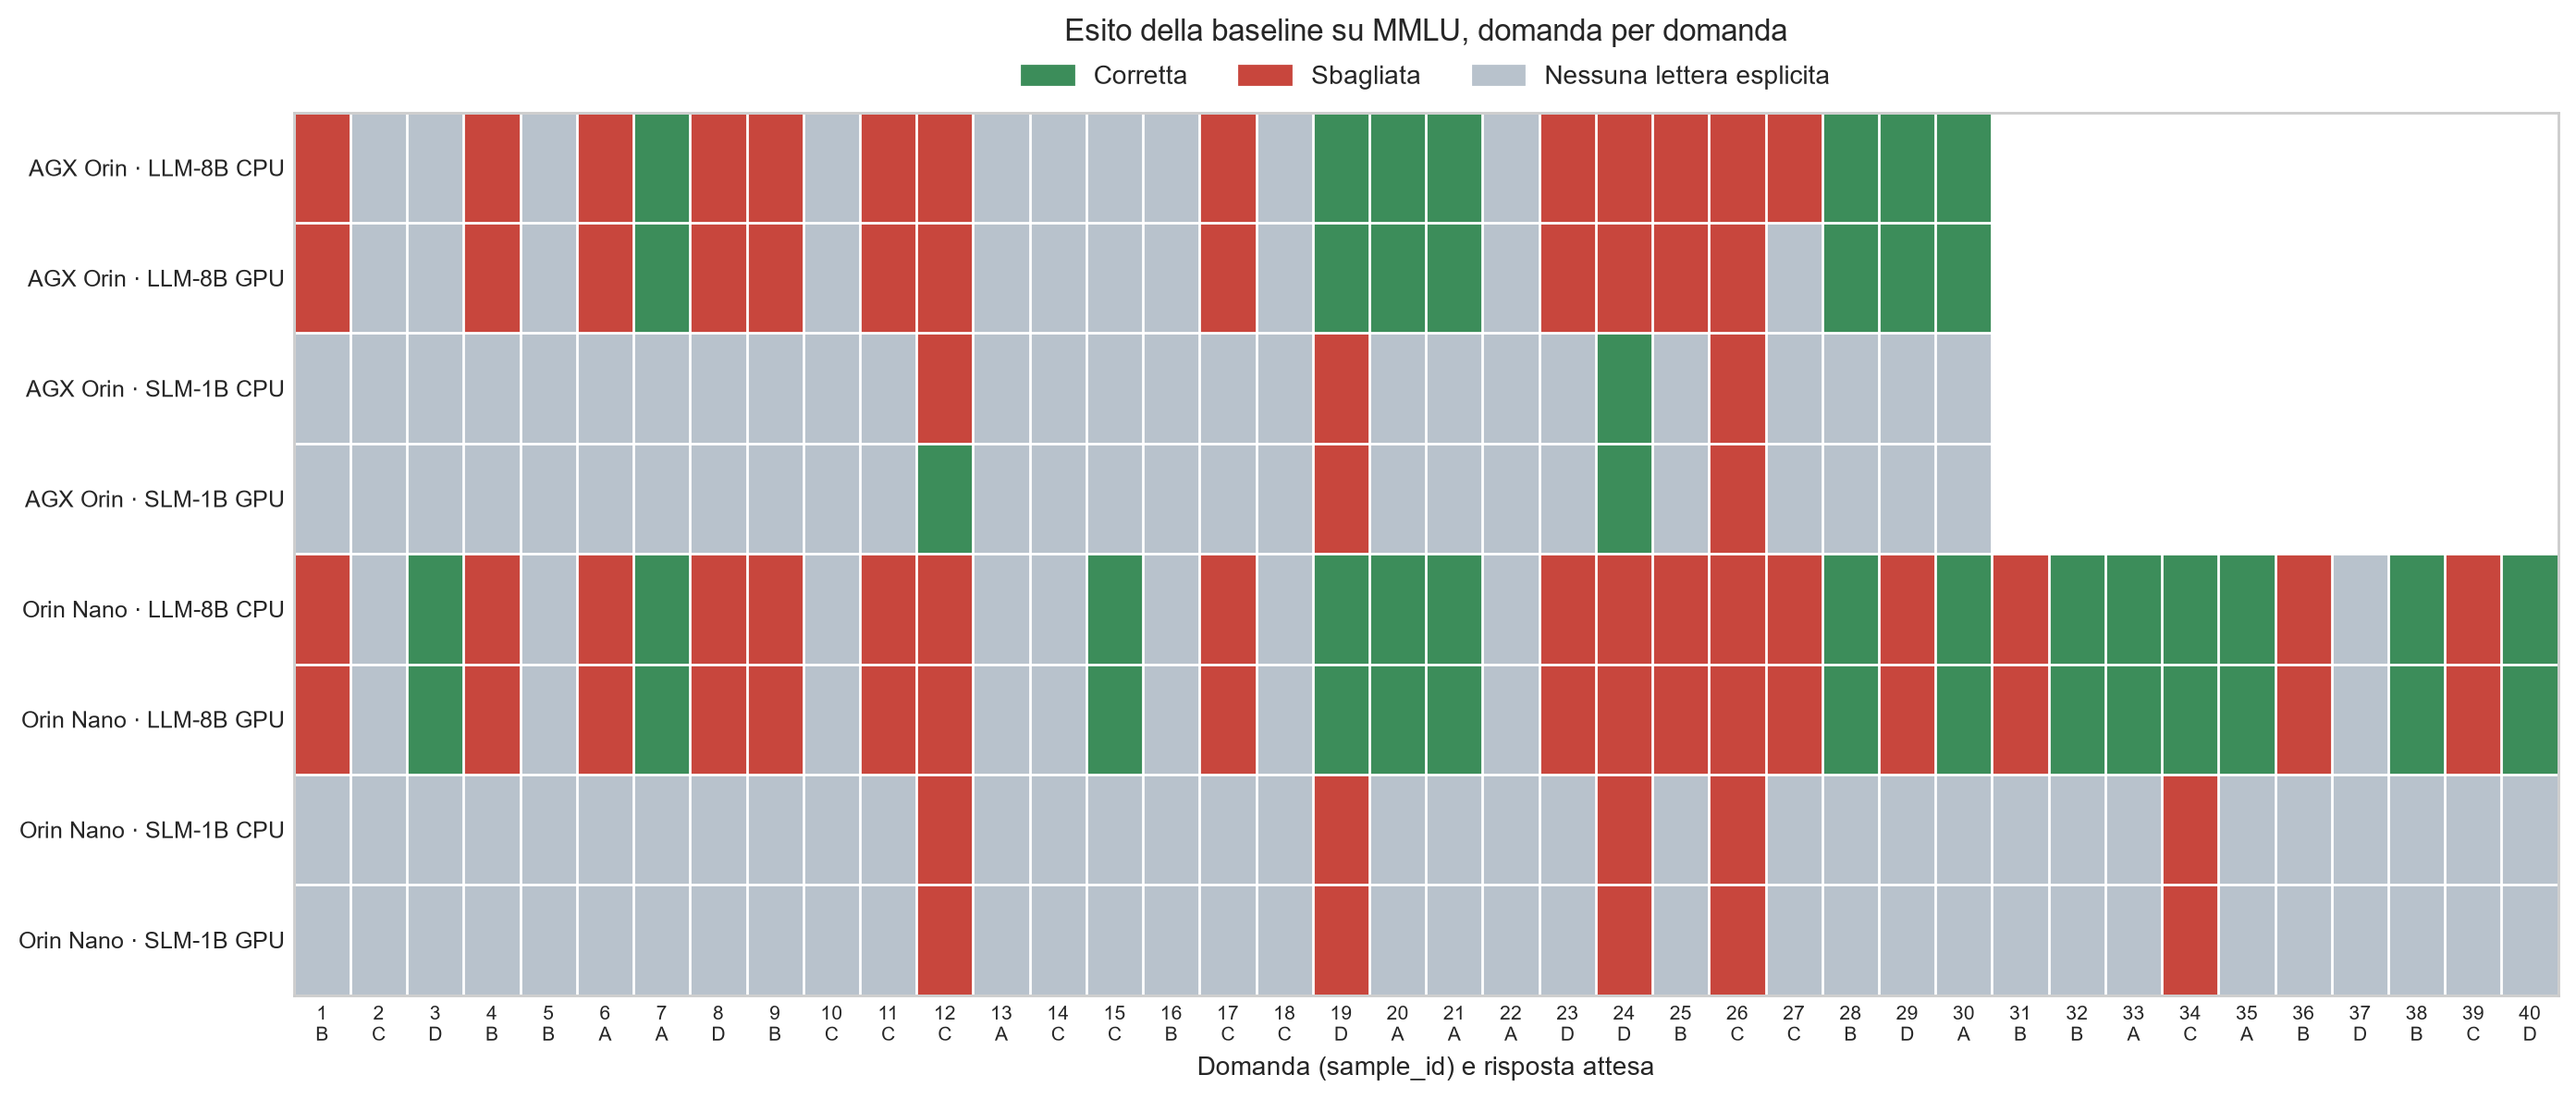 Esito della baseline su MMLU, domanda per domanda
Corretta Sbagliata Nessuna lettera esplicita
AGX Orin · LLM-8B CPU
AGX Orin · LLM-8B GPU
AGX Orin · SLM-1B CPU
AGX Orin · SLM-1B GPU
Orin Nano · LLM-8B CPU
Orin Nano · LLM-8B GPU
Orin Nano · SLM-1B CPU
Orin Nano · SLM-1B GPU
1 2 3 4 5 6 7 8 9 10 11 12 13 14 15 16 17 18 19 20 21 22 23 24 25 26 27 28 29 30 31 32 33 34 35 36 37 38 39 40
B C D B B A A D B C C C A C C B C C D A A A D D B C C B D A B B A C A B D B C D
Domanda (sample_id) e risposta attesa